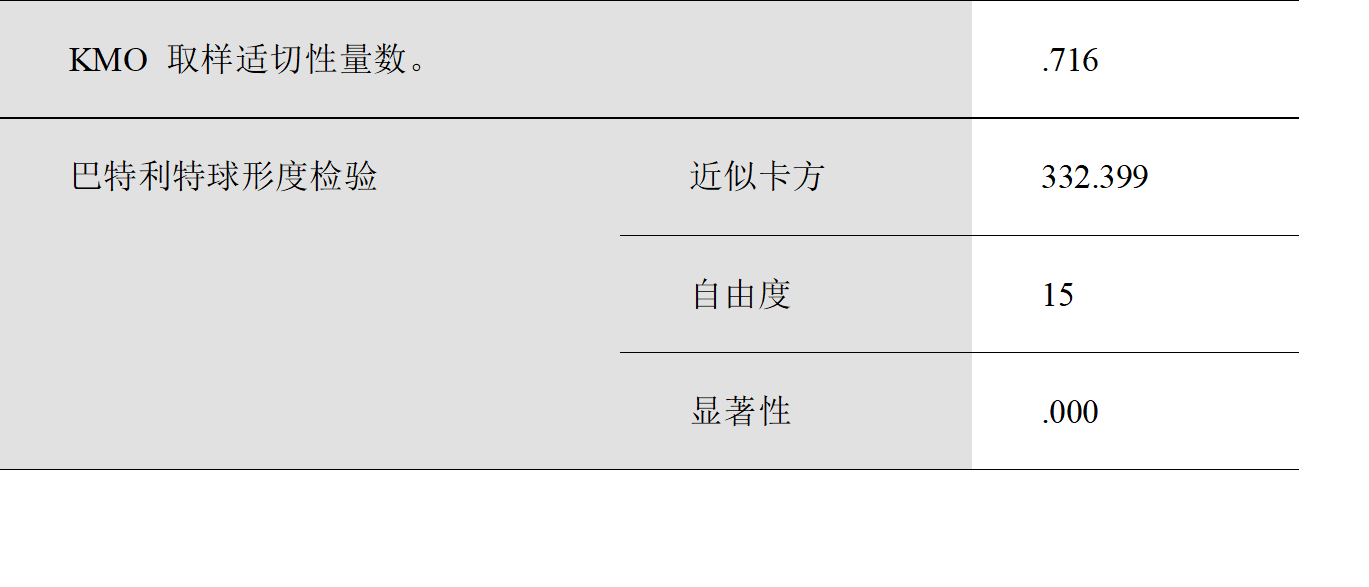 KMO 取样适切性量数。 .716
巴特利特球形度检验 近似卡方 332.399
自由度 15
显著性 .000